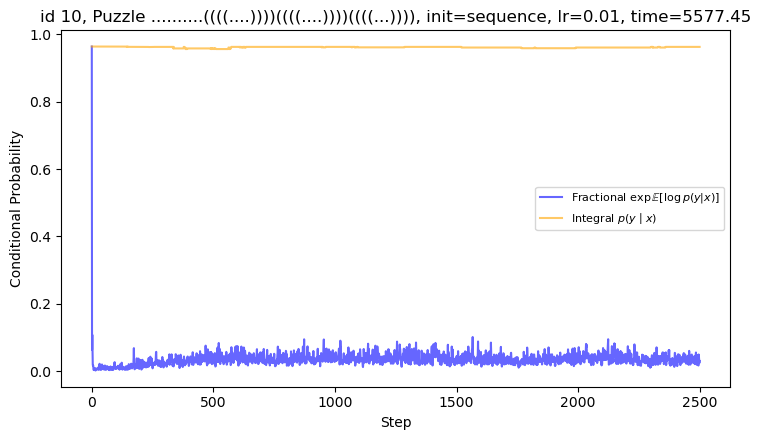 id 10, Puzzle ..........((((....))))((((....))))((((...)))), init=sequence, lr=0.01, time=5577.45
Conditional Probability
1.0
0.8
0.6
0.4
0.2
0.0
Fractional exp𝔼[log p(y|x)]
Integral p(y | x)
0 500 1000 1500 2000 2500
Step